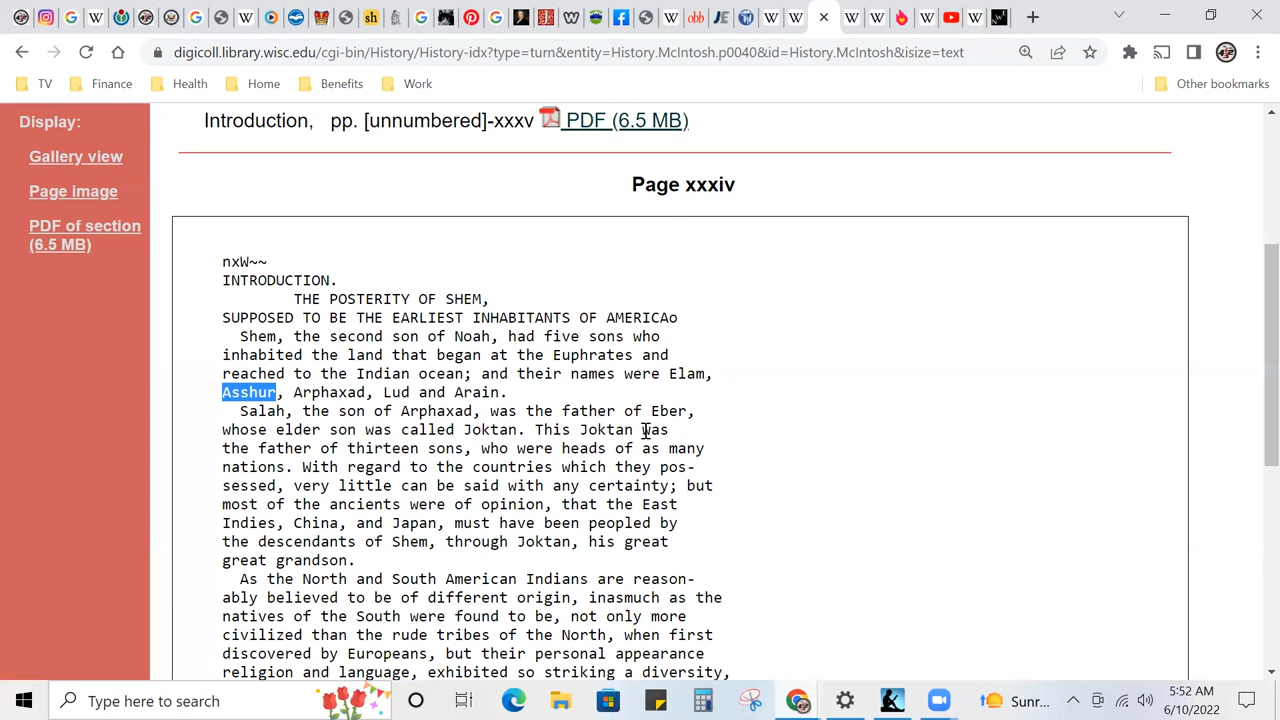 digicoll.library.wisc.edu/cgi-bin/History/History-idx?type=turn&entity=History.McIntosh.p0040&id=History.McIntosh&isize=text
TV
Finance
Health
Home
Benefits
Work
Other bookmarks
Display:
Gallery view
Page image
PDF of section
(6.5 MB)
Introduction, pp. [unnumbered]-xxxv PDF (6.5 MB)
Page xxxiv
nxW~~
INTRODUCTION.
THE POSTERITY OF SHEM,
SUPPOSED TO BE THE EARLIEST INHABITANTS OF AMERICAo
Shem, the second son of Noah, had five sons who
inhabited the land that began at the Euphrates and
reached to the Indian ocean; and their names were Elam,
Asshur, Arphaxad, Lud and Arain.
Salah, the son of Arphaxad, was the father of Eber,
whose elder son was called Joktan. This Joktan was
the father of thirteen sons, who were heads of as many
nations. With regard to the countries which they pos-
sessed, very little can be said with any certainty; but
most of the ancients were of opinion, that the East
Indies, China, and Japan, must have been peopled by
the descendants of Shem, through Joktan, his great
great grandson.
As the North and South American Indians are reason-
ably believed to be of different origin, inasmuch as the
natives of the South were found to be, not only more
civilized than the rude tribes of the North, when first
discovered by Europeans, but their personal appearance
religion and language, exhibited so striking a diversity,
Type here to search
Sunr...
5:52 AM
6/10/2022